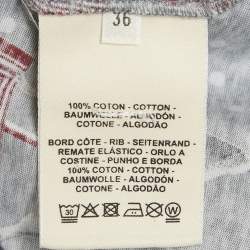 36
100% COTON - COTTON -
BAUMWOLLE - ALGODÓN -
COTONE - ALGODÃO
BORD CÔTE - RIB - SEITENRAND -
REMATE ELÁSTICO - ORLO A
COSTINE - PUNHO E BORDA
100% COTON - COTTON -
BAUMWOLLE - ALGODÓN -
COTONE - ALGODÃO
30 W